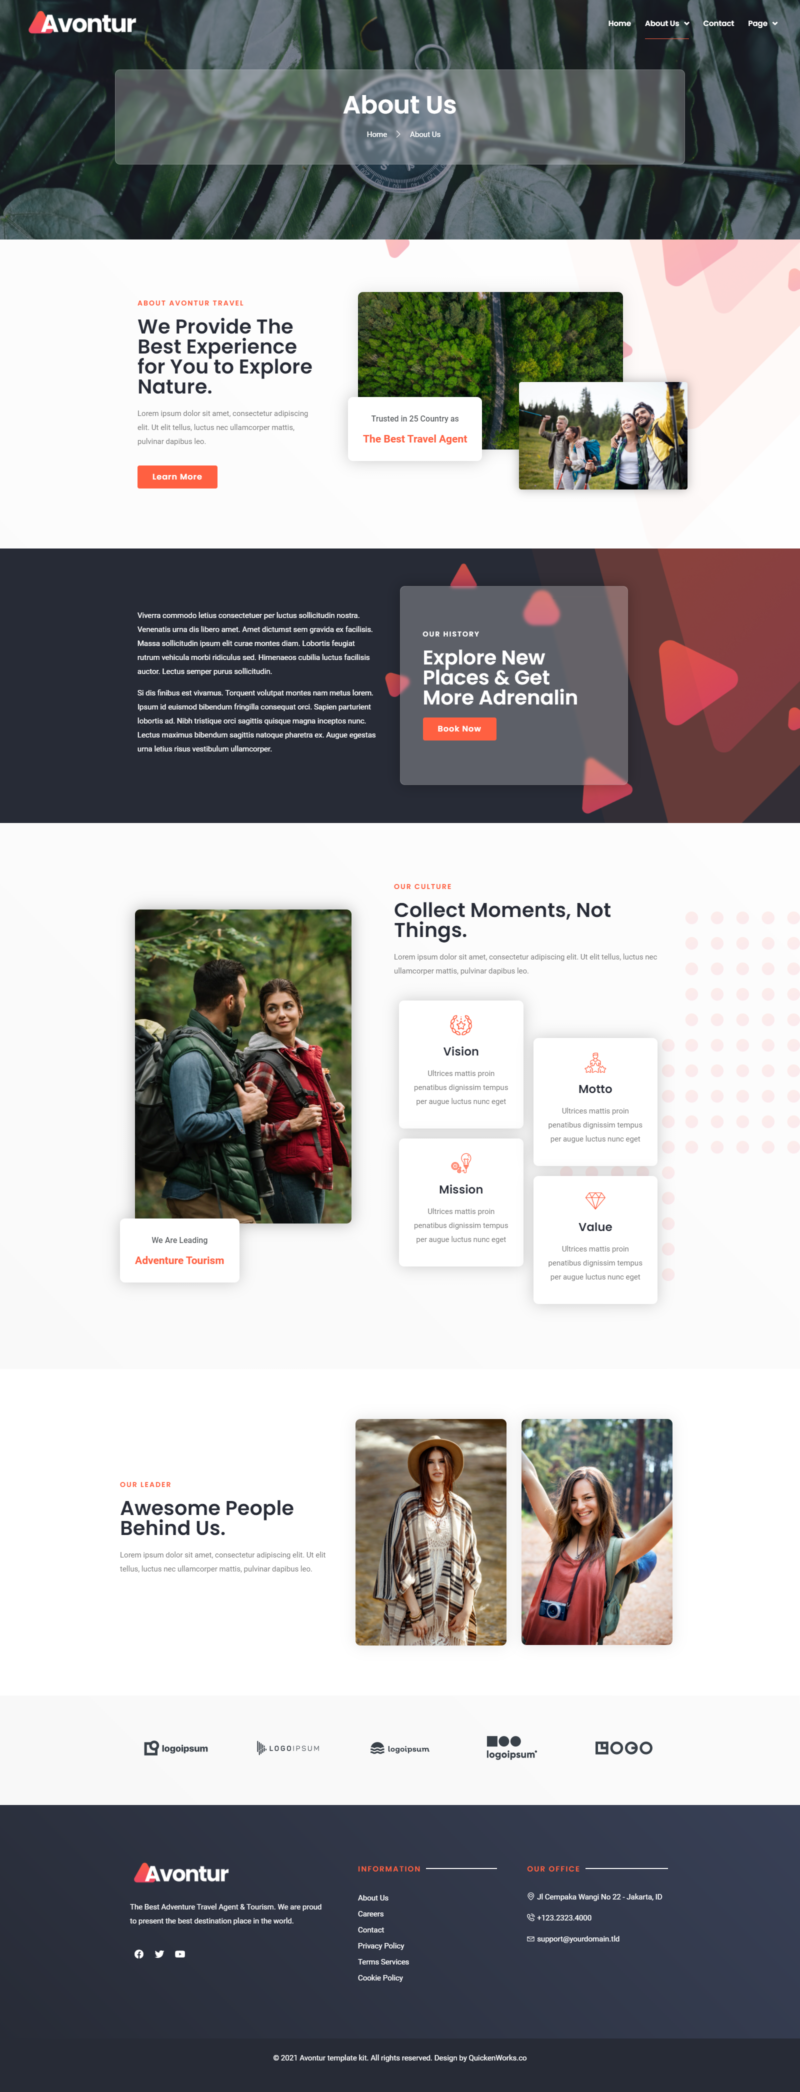 Avontur
Home
About Us
Contact
Page
About Us
Home
About Us
ABOUT AVONTUR TRAVEL
We Provide The
Best Experience
for You to Explore
Nature.
Lorem ipsum dolor sit amet, consectetur adipiscing
elit. Ut elit tellus, luctus nec ullamcorper mattis,
pulvinar dapibus leo.
Learn More
Trusted in 25 Country as
The Best Travel Agent
Viverra commodo letius consectetuer per luctus sollicitudin nostra.
Venenatis urna dis libero amet. Amet dictumst sem gravida ex facilisis.
Massa sollicitudin ipsum elit curae montes diam. Lobortis feugiat
rutrum vehicula morbi ridiculus sed. Himenaeos cubilia luctus facilisis
auctor. Lectus semper purus sollicitudin.
Si dis finibus est vivamus. Torquent volutpat montes nam metus lorem.
Ipsum id euismod bibendum fringilla consequat orci. Sapien parturient
lobortis ad. Nibh tristique orci sagittis quisque magna inceptos nunc.
Lectus maximus bibendum sagittis natoque pharetra ex. Augue egestas
urna letius risus vestibulum ullamcorper.
OUR HISTORY
Explore New
Places & Get
More Adrenalin
Book Now
OUR CULTURE
Collect Moments, Not
Things.
Lorem ipsum dolor sit amet, consectetur adipiscing elit. Ut elit tellus, luctus nec
ullamcorper mattis, pulvinar dapibus leo.
Vision
Ultrices mattis proin
penatibus dignissim tempus
per augue luctus nunc eget
Motto
Ultrices mattis proin
penatibus dignissim tempus
per augue luctus nunc eget
Mission
Ultrices mattis proin
penatibus dignissim tempus
per augue luctus nunc eget
Value
Ultrices mattis proin
penatibus dignissim tempus
per augue luctus nunc eget
We Are Leading
Adventure Tourism
OUR LEADER
Awesome People
Behind Us.
Lorem ipsum dolor sit amet, consectetur adipiscing elit. Ut elit
tellus, luctus nec ullamcorper mattis, pulvinar dapibus leo.
logoipsum
LOGOIPSUM
logoipsum
logoipsum
LOGO
Avontur
The Best Adventure Travel Agent & Tourism. We are proud
to present the best destination place in the world.
INFORMATION
About Us
Careers
Contact
Privacy Policy
Terms Services
Cookie Policy
OUR OFFICE
Jl Cempaka Wangi No 22 - Jakarta, ID
+123.2323.4000
support@yourdomain.tld
© 2021 Avontur template kit. All rights reserved. Design by QuickenWorks.co